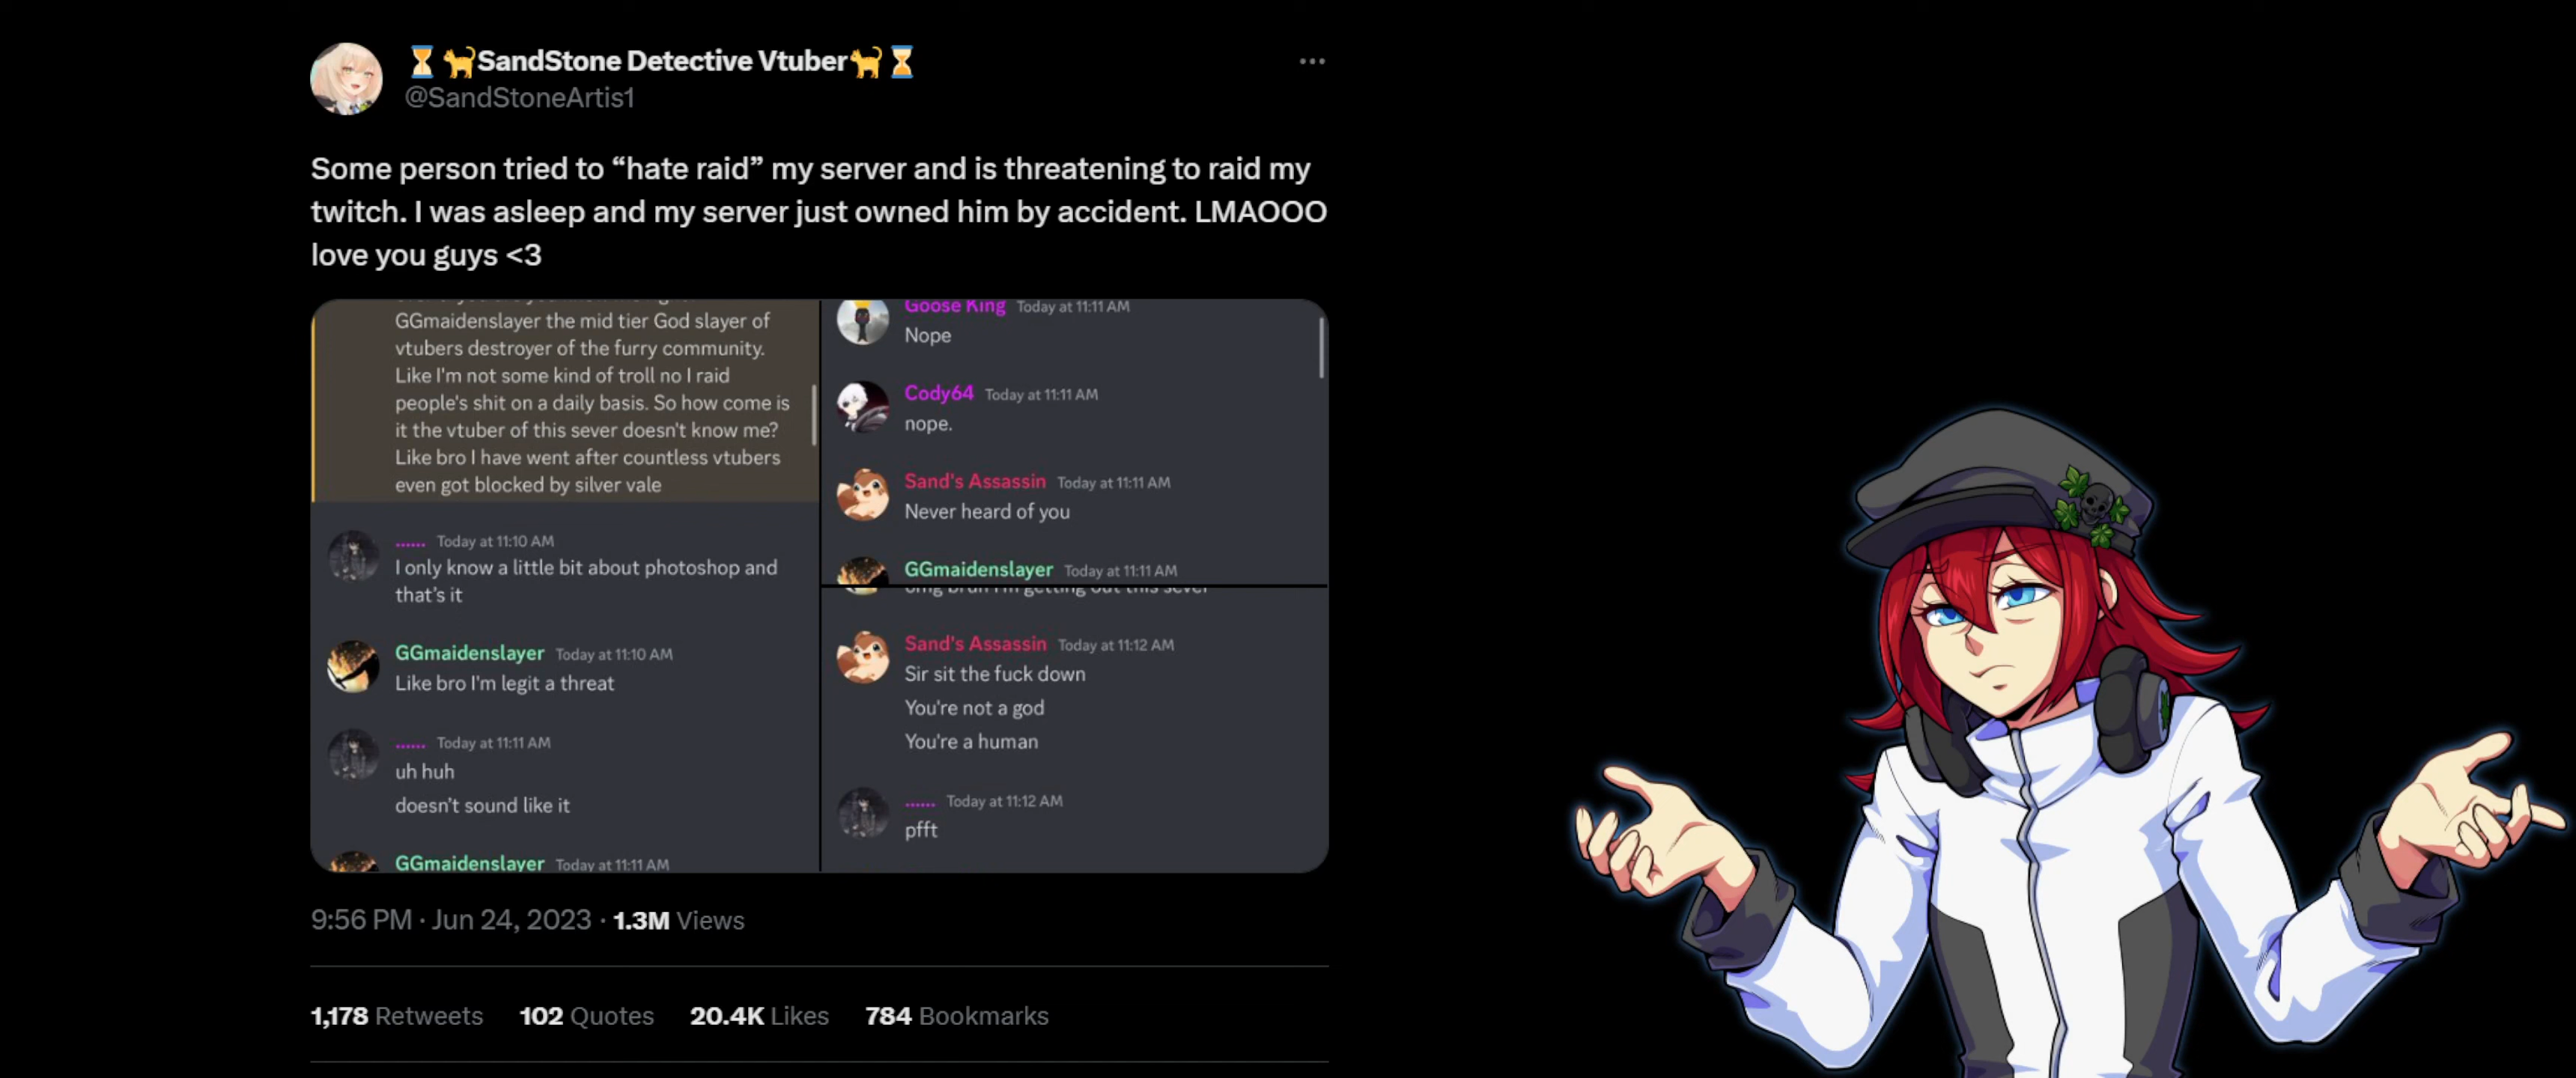 ⏳🐈SandStone Detective Vtuber🐈⏳
@SandStoneArtis1
Some person tried to “hate raid” my server and is threatening to raid my
twitch. I was asleep and my server just owned him by accident. LMAOOO
love you guys <3
GGmaidenslayer the mid tier God slayer of
vtubers destroyer of the furry community.
Like I'm not some kind of troll no I raid
people's shit on a daily basis. So how come is
it the vtuber of this sever doesn't know me?
Like bro I have went after countless vtubers
even got blocked by silver vale
...... Today at 11:10 AM
I only know a little bit about photoshop and
that's it
GGmaidenslayer Today at 11:10 AM
Like bro I'm legit a threat
...... Today at 11:11 AM
uh huh
doesn't sound like it
GGmaidenslayer Today at 11:11 AM
Goose King Today at 11:11 AM
Nope
Cody64 Today at 11:11 AM
nope.
Sand's Assassin Today at 11:11 AM
Never heard of you
GGmaidenslayer Today at 11:11 AM
omg bruh I'm getting out this sever
Sand's Assassin Today at 11:12 AM
Sir sit the fuck down
You're not a god
You're a human
...... Today at 11:12 AM
pfft
9:56 PM · Jun 24, 2023 · 1.3M Views
1,178 Retweets 102 Quotes 20.4K Likes 784 Bookmarks